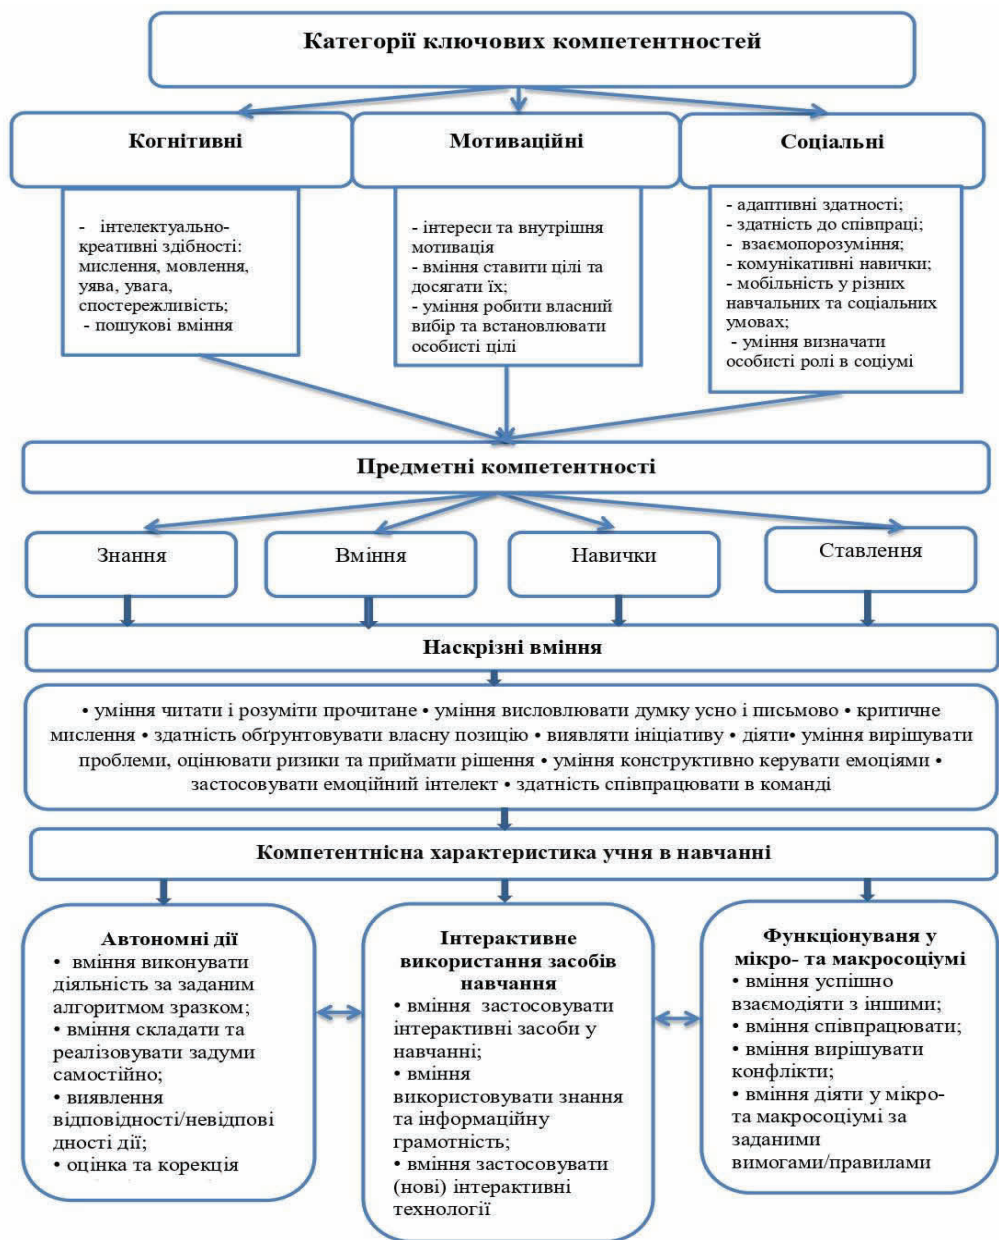 Категорії ключових компетентностей
Когнітивні
Мотиваційні
Соціальні
- інтелектуально-
креативні здібності:
мислення, мовлення,
уява, увага,
спостережливість;
- пошукові вміння
- інтереси та внутрішня
мотивація
- вміння ставити цілі та
досягати їх;
- уміння робити власний
вибір та встановлювати
особисті цілі
- адаптивні здатності;
- здатність до співпраці;
- взаємопорозуміння;
- комунікативні навички;
- мобільність у різних
навчальних та соціальних
умовах;
- уміння визначати
особисті ролі в соціумі
Предметні компетентності
Знання
Вміння
Навички
Ставлення
Наскрізні вміння
• уміння читати і розуміти прочитане • уміння висловлювати думку усно і письмово • критичне
мислення • здатність обґрунтовувати власну позицію • виявляти ініціативу • діяти• уміння вирішувати
проблеми, оцінювати ризики та приймати рішення • уміння конструктивно керувати емоціями •
застосовувати емоційний інтелект • здатність співпрацювати в команді
Компетентнісна характеристика учня в навчанні
Автономні дії
• вміння виконувати
діяльність за заданим
алгоритмом зразком;
• вміння складати та
реалізовувати задуми
самостійно;
• виявлення
відповідності/невідпові
дності дії;
• оцінка та корекція
Інтерактивне
використання засобів
навчання
• вміння застосовувати
інтерактивні засоби у
навчанні;
• вміння
використовувати знання
та інформаційну
грамотність;
• вміння застосовувати
(нові) інтерактивні
технології
Функціонуваня у
мікро- та макросоціумі
• вміння успішно
взаємодіяти з іншими;
• вміння співпрацювати;
• вміння вирішувати
конфлікти;
• вміння діяти у мікро-
та макросоціумі за
заданими
вимогами/правилами